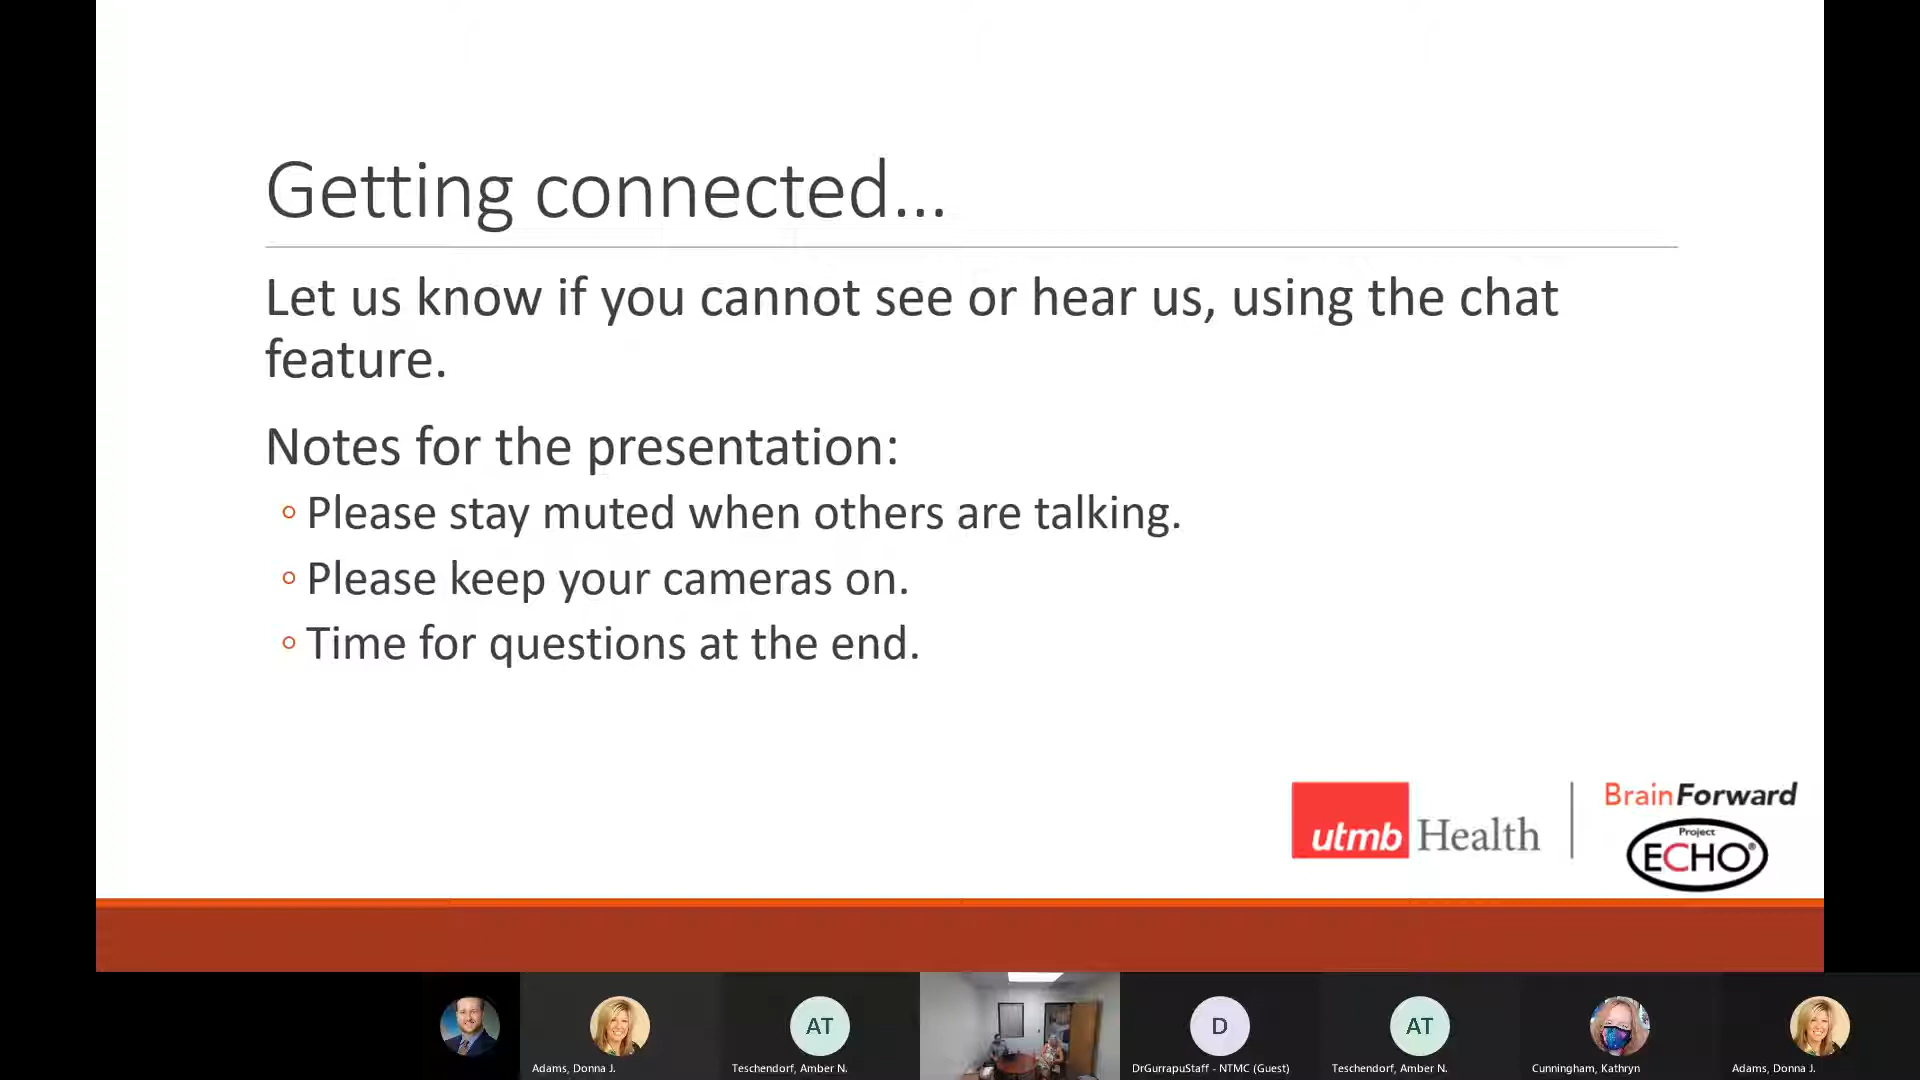 Getting connected...
Let us know if you cannot see or hear us, using the chat
feature.
Notes for the presentation:
Please stay muted when others are talking.
Please keep your cameras on.
Time for questions at the end.
utmb Health
BrainForward
Project
ECHO®
AT
D
AT
Adams, Donna J.
Teschendorf, Amber N.
DrGurrapuStaff - NTMC (Guest)
Teschendorf, Amber N.
Cunningham, Kathryn
Adams, Donna J.